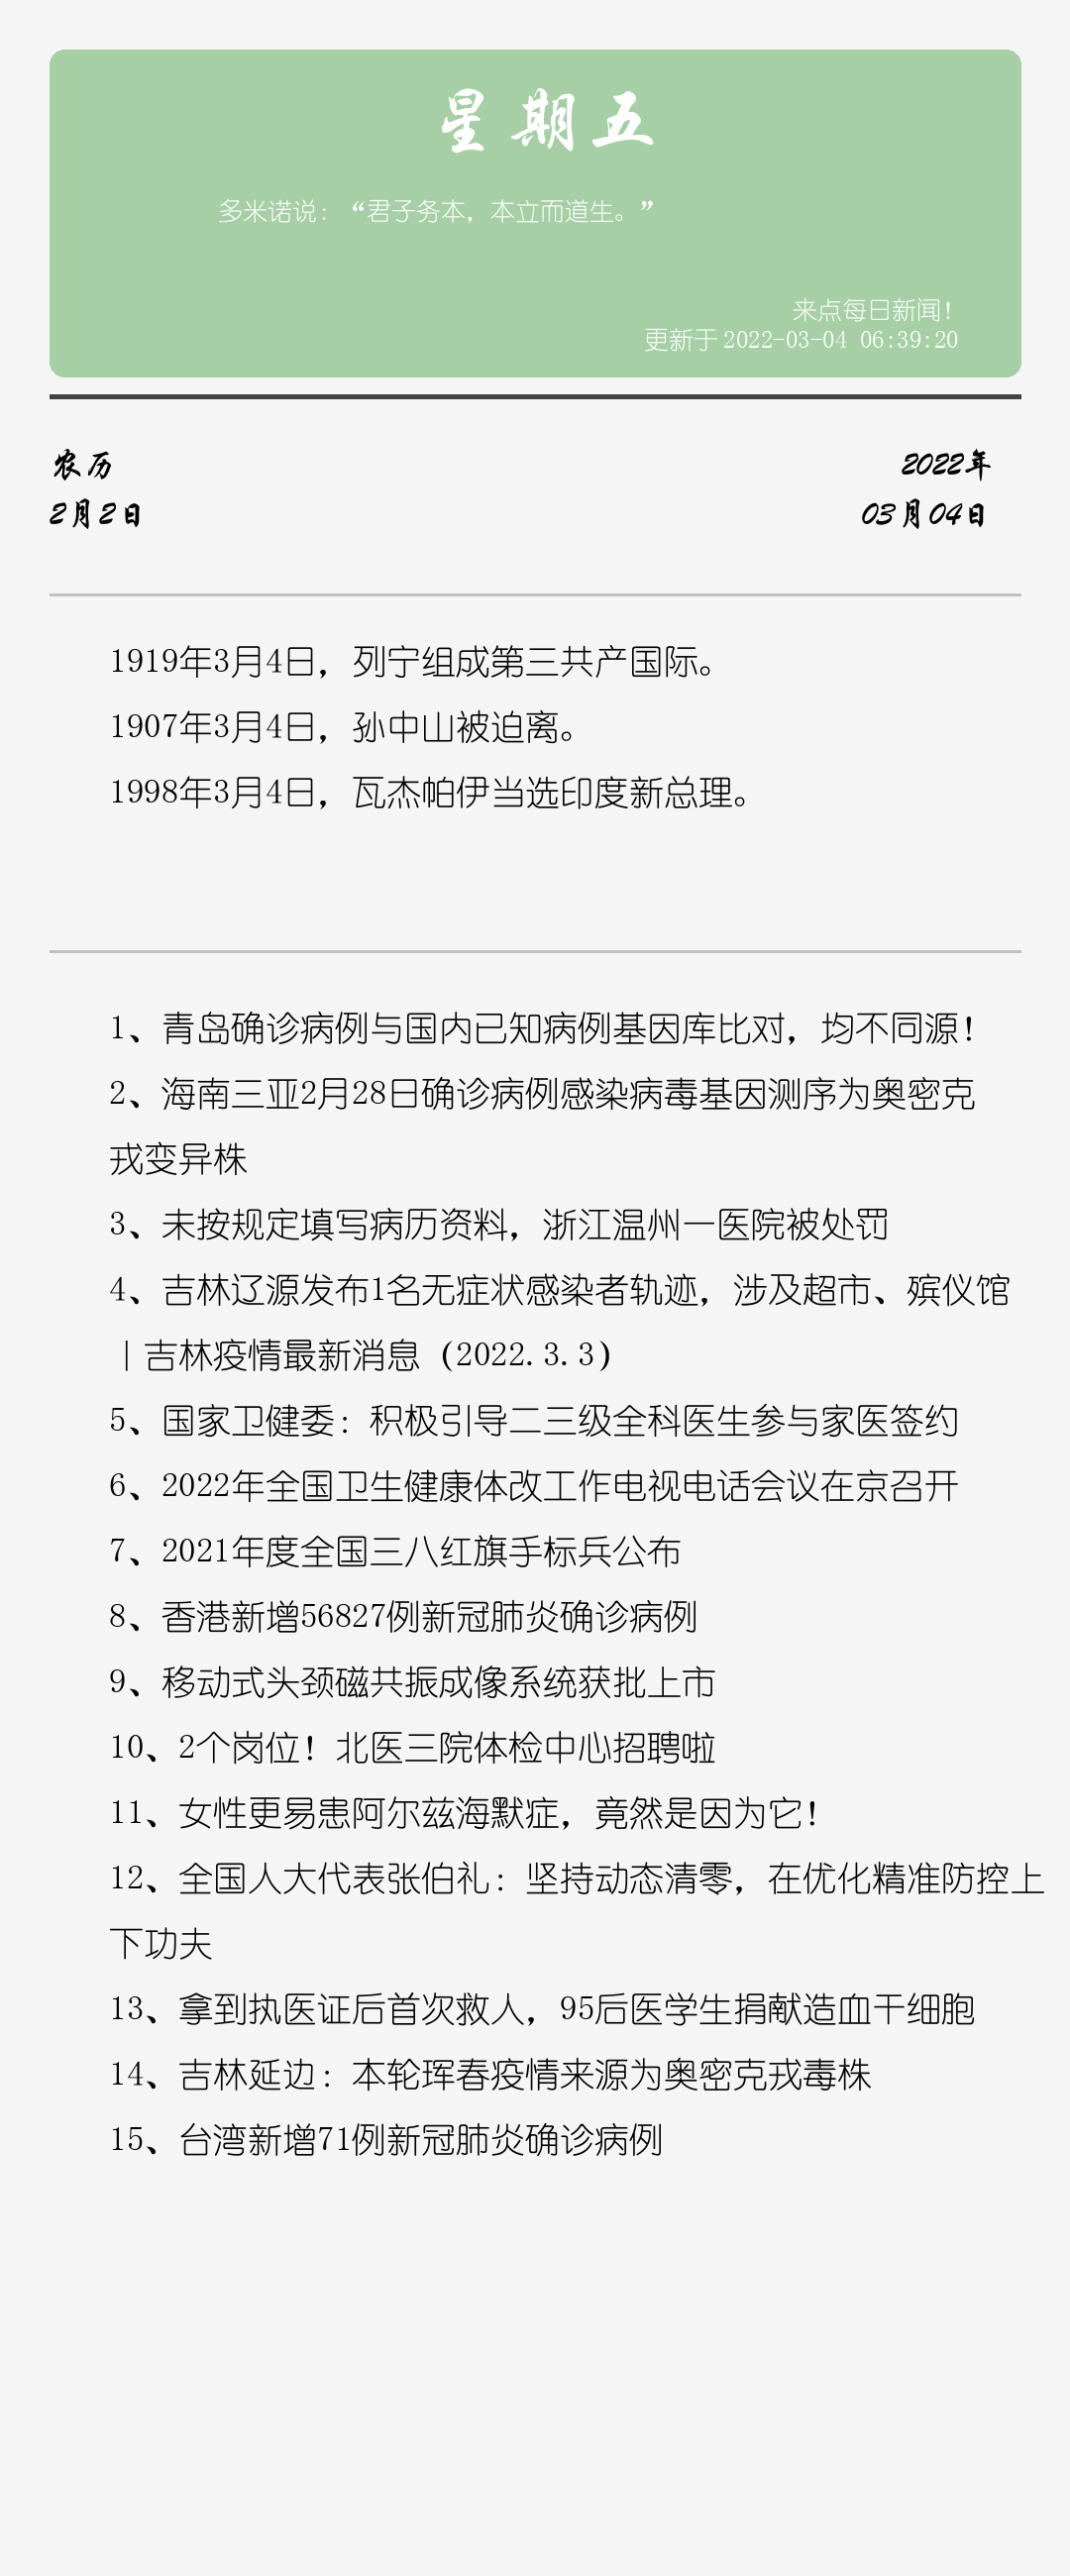 星期五
多米诺说：“君子务本，本立而道生。”
来点每日新闻！
更新于 2022-03-04 06:39:20
农历
2022年
2月2日
03月04日
1919年3月4日，列宁组成第三共产国际。
1907年3月4日，孙中山被迫离。
1998年3月4日，瓦杰帕伊当选印度新总理。
1、青岛确诊病例与国内已知病例基因库比对，均不同源！
2、海南三亚2月28日确诊病例感染病毒基因测序为奥密克
戎变异株
3、未按规定填写病历资料，浙江温州一医院被处罚
4、吉林辽源发布1名无症状感染者轨迹，涉及超市、殡仪馆
｜吉林疫情最新消息（2022.3.3）
5、国家卫健委：积极引导二三级全科医生参与家医签约
6、2022年全国卫生健康体改工作电视电话会议在京召开
7、2021年度全国三八红旗手标兵公布
8、香港新增56827例新冠肺炎确诊病例
9、移动式头颈磁共振成像系统获批上市
10、2个岗位！北医三院体检中心招聘啦
11、女性更易患阿尔兹海默症，竟然是因为它！
12、全国人大代表张伯礼：坚持动态清零，在优化精准防控上
下功夫
13、拿到执医证后首次救人，95后医学生捐献造血干细胞
14、吉林延边：本轮珲春疫情来源为奥密克戎毒株
15、台湾新增71例新冠肺炎确诊病例